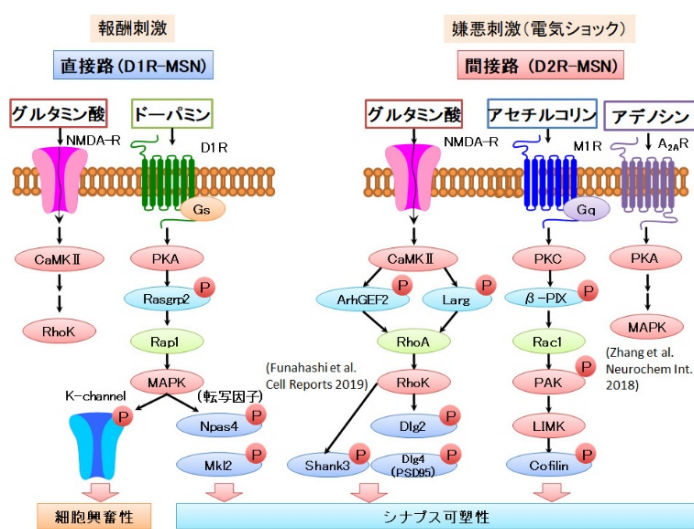 報酬刺激
嫌悪刺激(電気ショック)
直接路(D1R-MSN)
間接路 (D2R-MSN)
グルタミン酸
ドーパミン
グルタミン酸
アセチルコリン
アデノシン
NMDA-R
D1R
NMDA-R
M1R
A2AR
Gs
Gq
CaMKⅡ
PKA
CaMKⅡ
PKC
PKA
Rasgrp2
P
ArhGEF2
P
Larg
P
β-PIX
P
RhoK
Rap1
RhoA
Rac1
MAPK
(Zhang et al.
Neurochem Int.
2018)
MAPK
(Funahashi et al.
Cell Reports 2019)
RhoK
PAK
P
K-channel
(転写因子)
P
Npas4
P
Dlg2
P
LIMK
Mkl2
P
Shank3
P
Dlg4
(PSD95)
P
Cofilin
P
細胞興奮性
シナプス可塑性